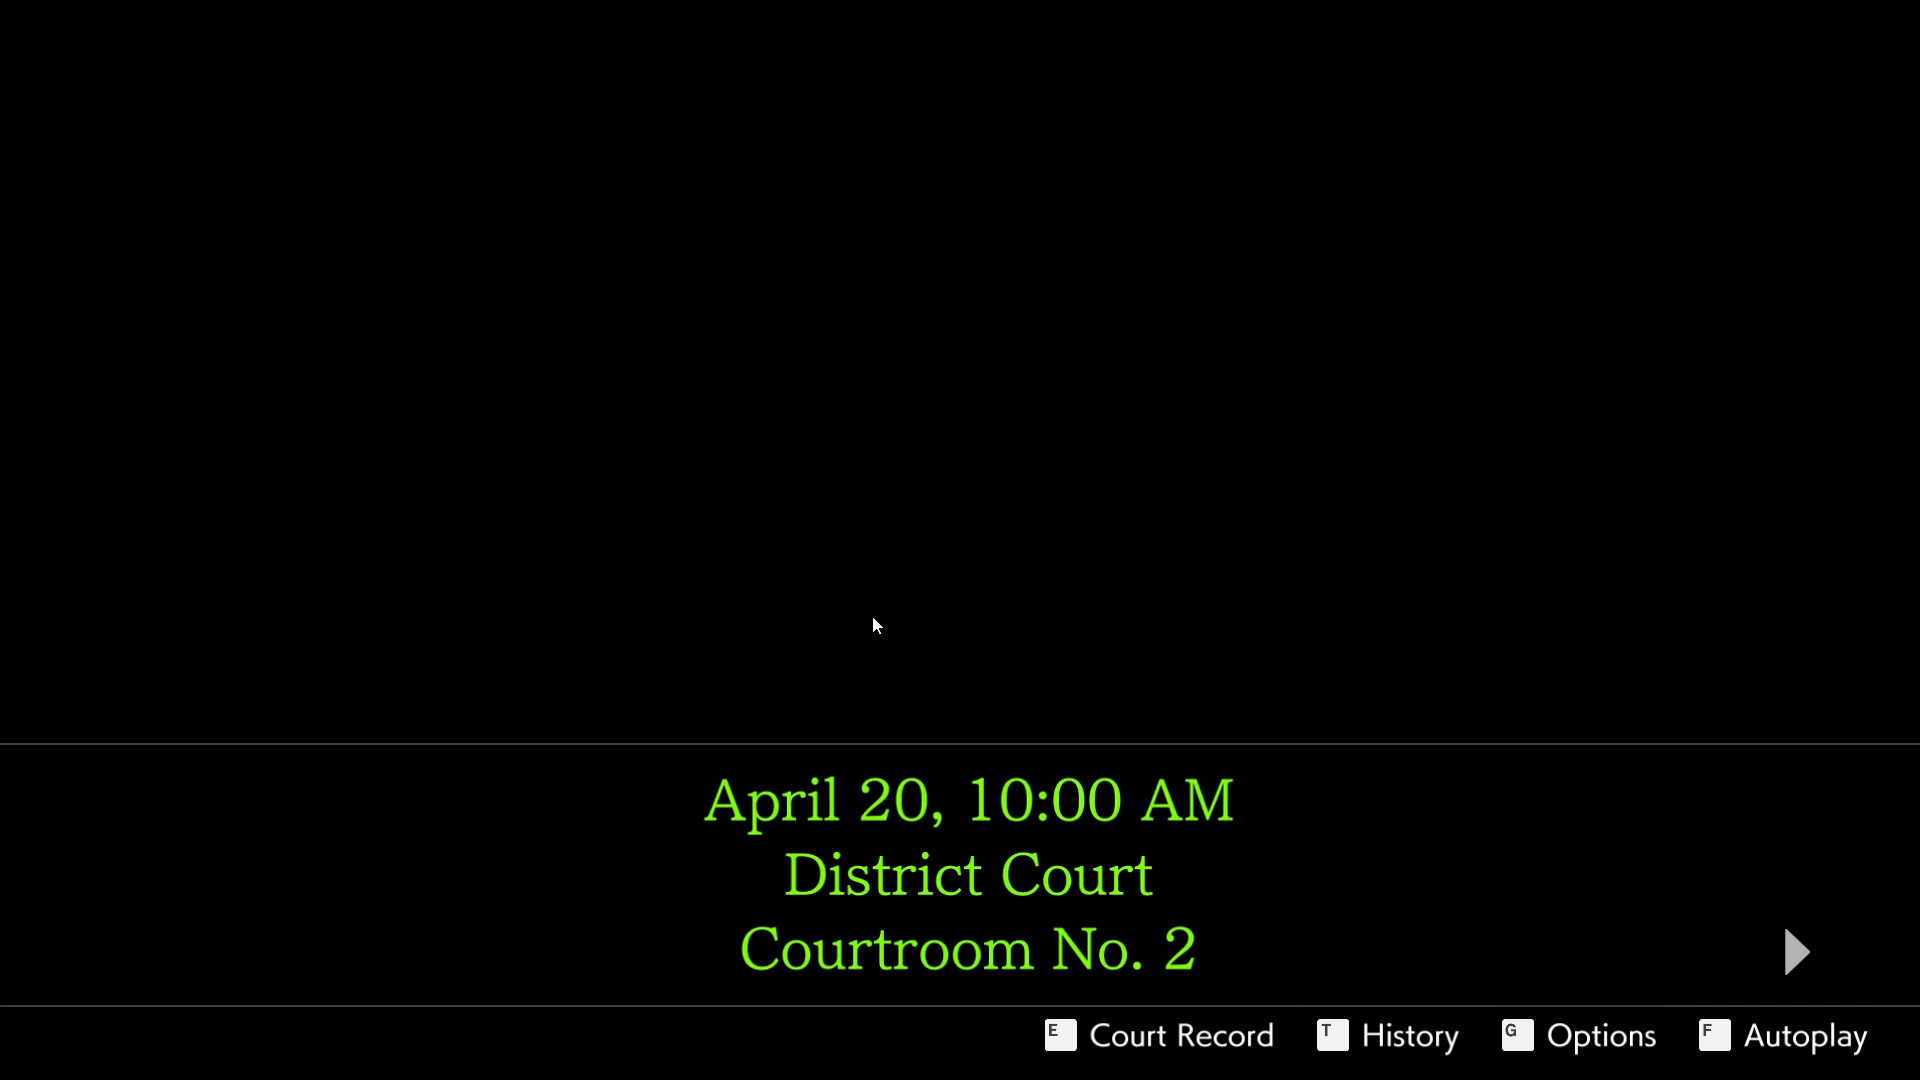 April 20, 10:00 AM
District Court
Courtroom No. 2
E Court Record T History G Options F Autoplay